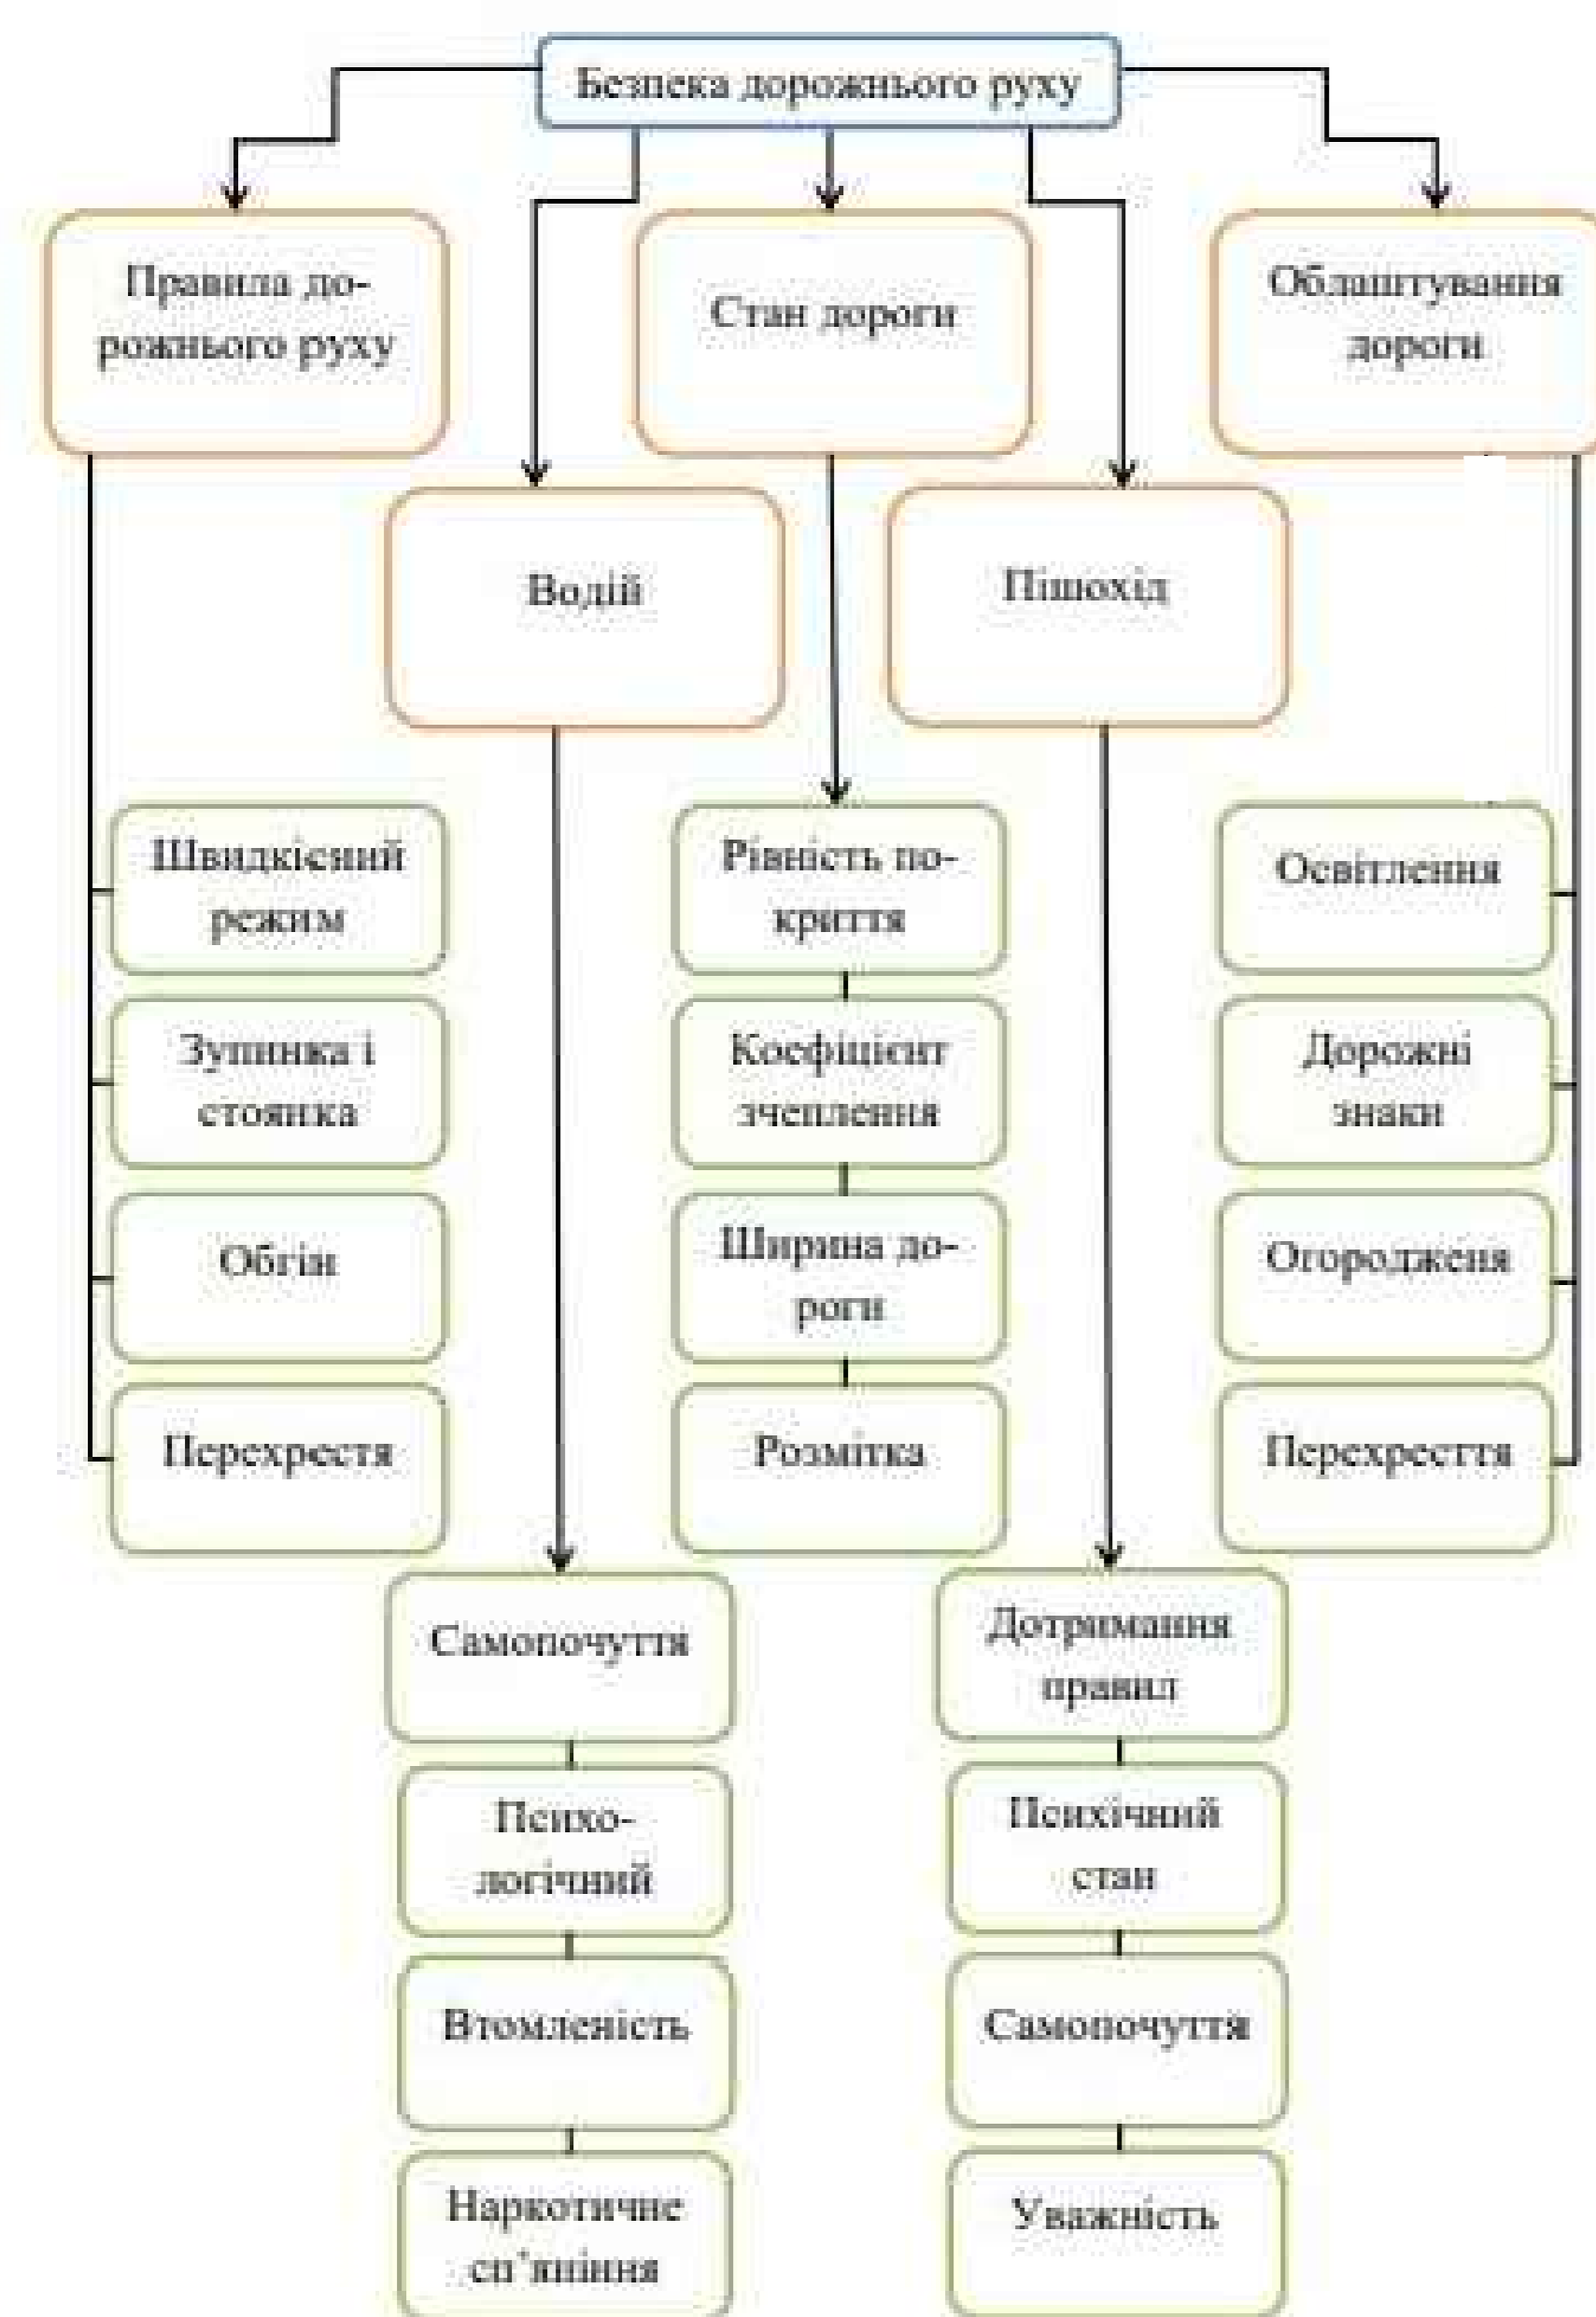 Безпека дорожнього руху
Правила до-
рожнього руху
Стан дороги
Облаштування
дороги
Водій
Пішохід
Швидкісний
режим
Зупинка і
стоянка
Обгін
Перехрестя
Рівність по-
криття
Коефіцієнт
зчеплення
Ширина до-
роги
Розмітка
Освітлення
Дорожні
знаки
Огородженя
Перехресття
Самопочуття
Психо-
логічний
Втомленість
Наркотичне
сп’яніння
Дотримання
правил
Психічний
стан
Самопочуття
Уважність